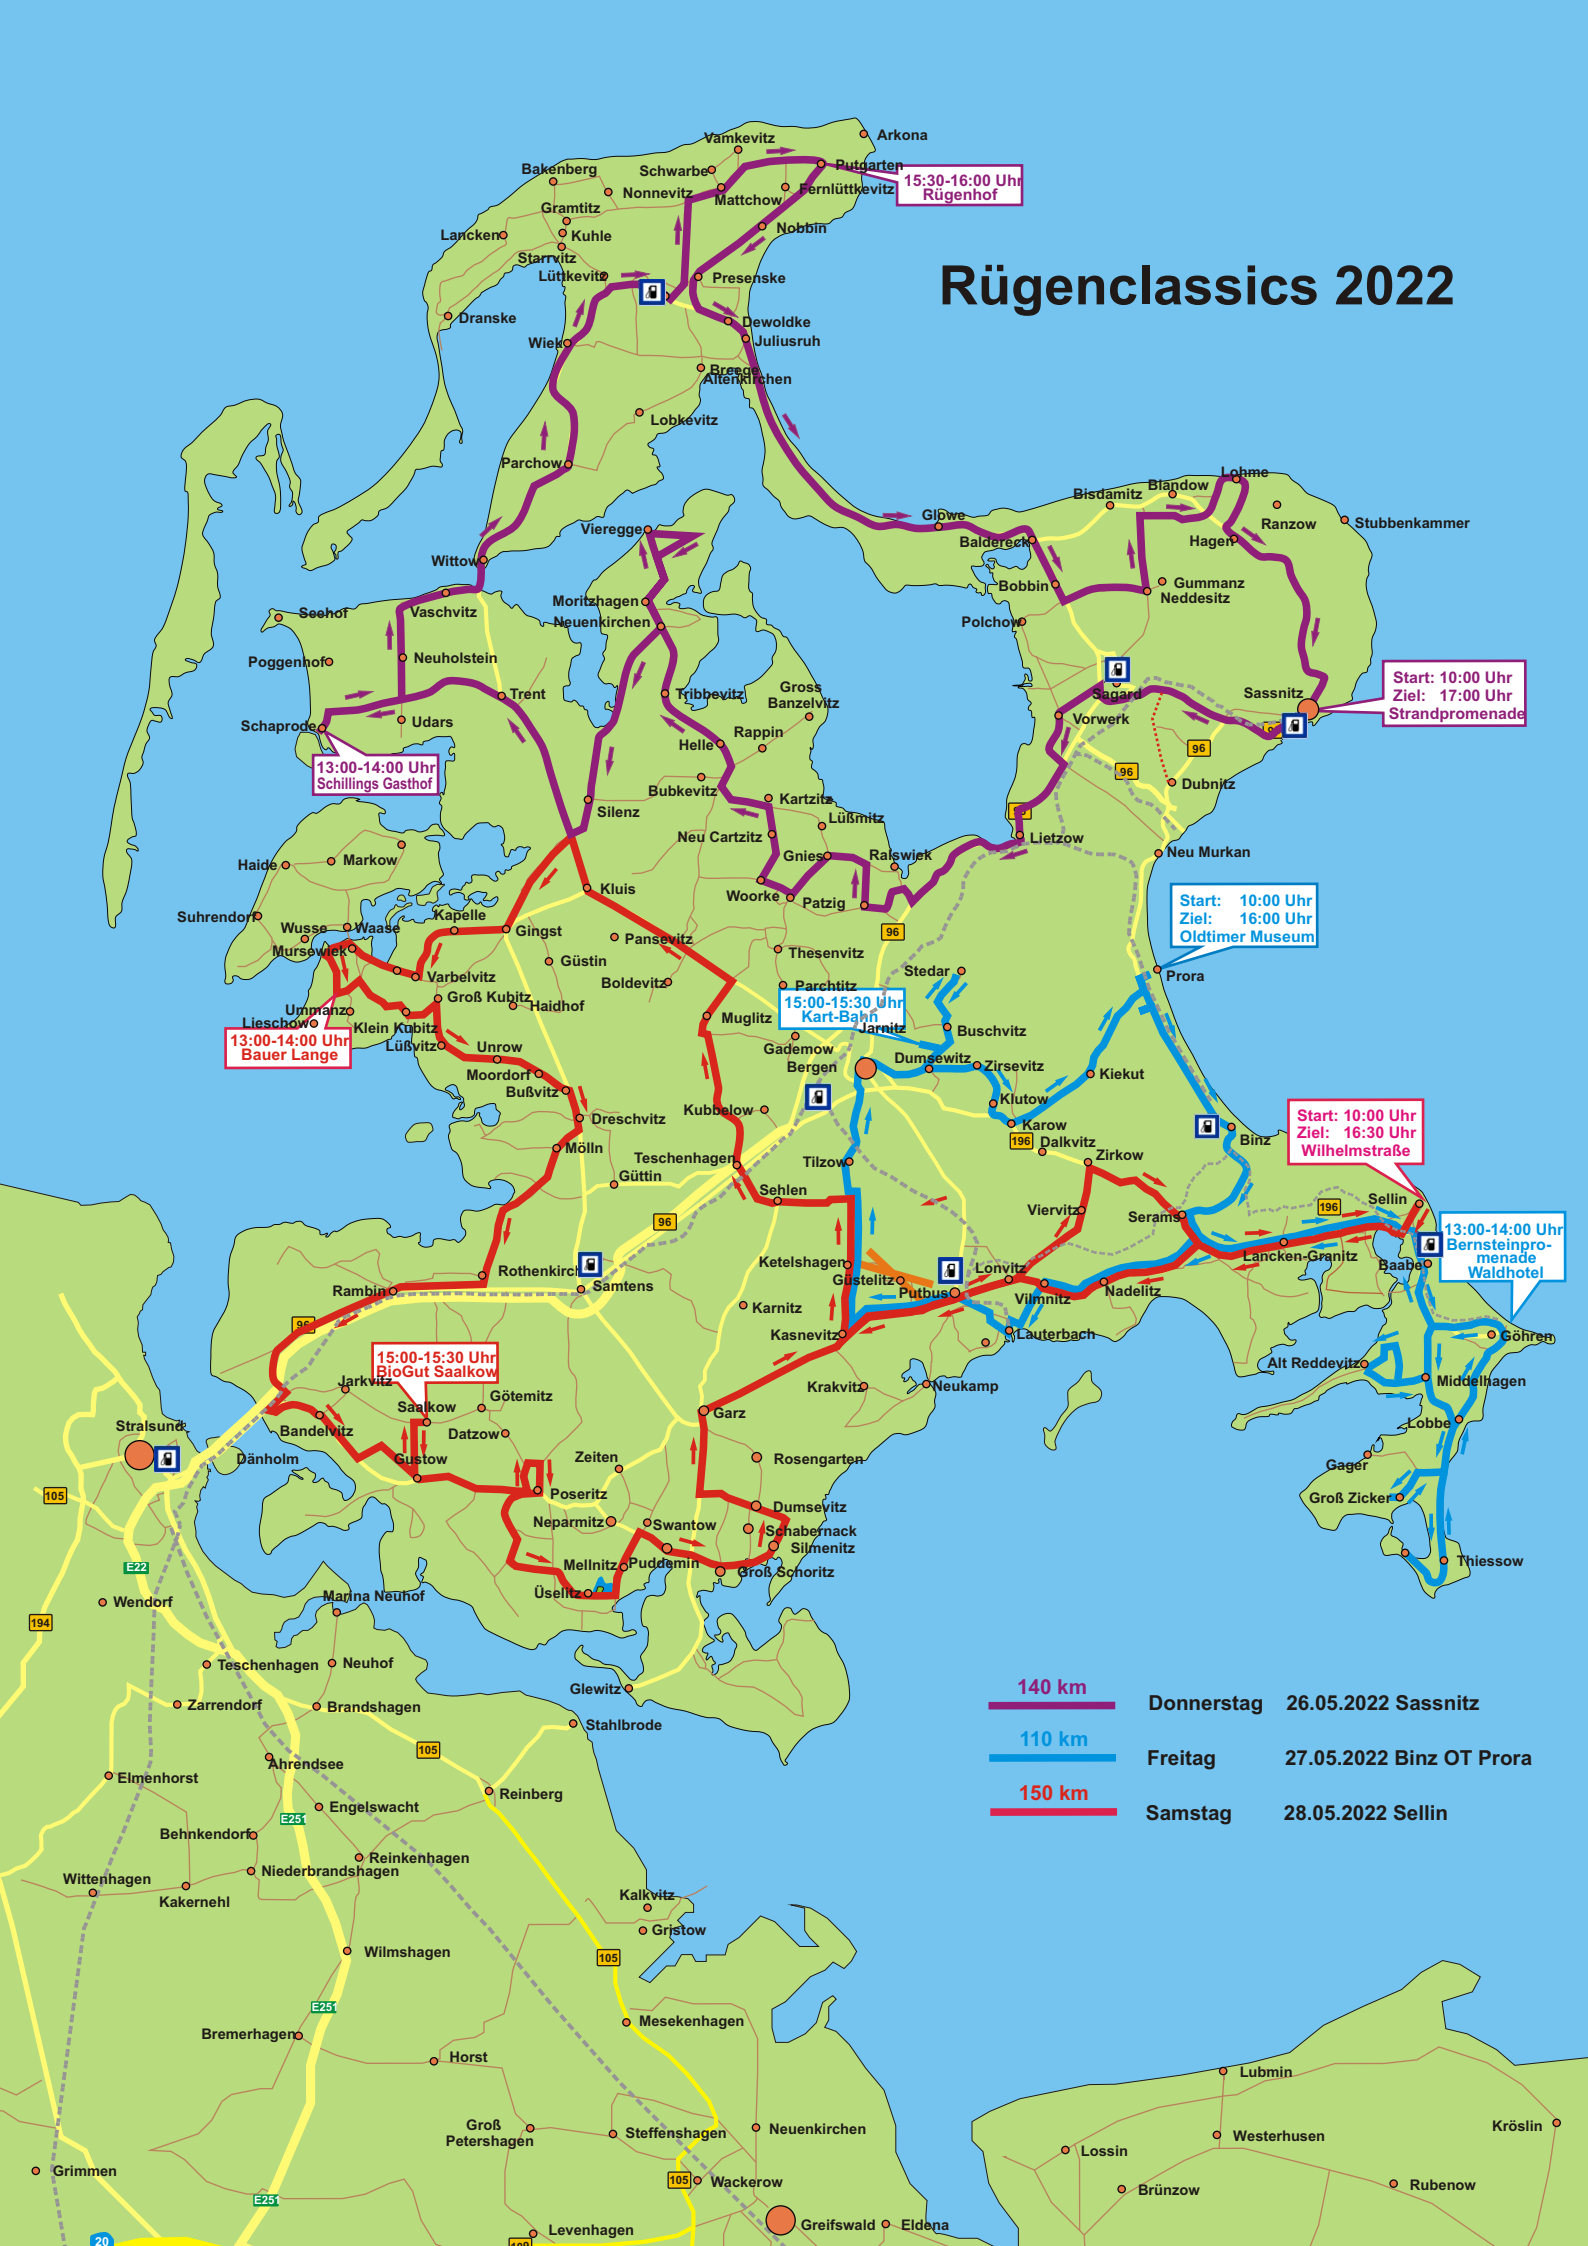 Arkona
Vamkevitz
Bakenberg
Schwarbe
Putgarten
15:30-16:00 Uhr
Rügenhof
Nonnevitz
Mattchow
Fernlüttkevitz
Gramtitz
Lancken
Kuhle
Nobbin
Starrvitz
Lüttkevitz
Presenske
Rügenclassics 2022
Dranske
Dewoldke
Wiek
Juliusruh
Breege
Altenkirchen
Lobkevitz
Parchow
Lohme
Blandow
Bisdamitz
Ranzow
Stubbenkammer
Glowe
Vieregge
Baldereck
Hagen
Wittow
Bobbin
Gummanz
Neddesitz
Moritzhagen
Seehof
Vaschvitz
Neuenkirchen
Polchow
Poggenhof
Neuholstein
Trent
Tribbevitz
Gross
Banzelvitz
Sagard
Sassnitz
Start: 10:00 Uhr
Ziel: 17:00 Uhr
Strandpromenade
Schaprode
Udars
Vorwerk
Rappin
Helle
96
96
13:00-14:00 Uhr
Schillings Gasthof
Bubkevitz
Kartzitz
Dubnitz
Silenz
Lüßmitz
Neu Cartzitz
Lietzow
Markow
Haide
Gnies
Ralswiek
Neu Murkan
Kluis
Woorke
Patzig
Start: 10:00 Uhr
Ziel: 16:00 Uhr
Oldtimer Museum
Suhrendorf
Kapelle
Wusse
Waase
Gingst
Pansevitz
96
Mursewiek
Thesenvitz
Güstin
Stedar
Prora
Varbelvitz
Boldevitz
Parchtitz
Groß Kubitz
Haidhof
15:00-15:30 Uhr
Kart-Bahn
Ummanz
Lieschow
Klein Kubitz
Muglitz
Jarnitz
Buschvitz
13:00-14:00 Uhr
Bauer Lange
Lüßvitz
Unrow
Gademow
Bergen
Dumsewitz
Zirsevitz
Moordorf
Kiekut
Bußvitz
Klutow
Kubbelow
Dreschvitz
Karow
Binz
Start: 10:00 Uhr
Ziel: 16:30 Uhr
Wilhelmstraße
196
Dalkvitz
Mölln
Teschenhagen
Tilzow
Zirkow
Güttin
Sehlen
Sellin
196
Viervitz
Serams
96
13:00-14:00 Uhr
Bernsteinpro-
menade
Waldhotel
Lancken-Granitz
Ketelshagen
Baabe
Rothenkirch
Lonvitz
Güstelitz
Samtens
Rambin
Putbus
Vilmnitz
Nadelitz
Karnitz
96
Kasnevitz
Lauterbach
Göhren
15:00-15:30 Uhr
BioGut Saalkow
Alt Reddevitz
Jarkvitz
Krakvitz
Neukamp
Middelhagen
Götemitz
Saalkow
Garz
Stralsund
Bandelvitz
Datzow
Lobbe
Dänholm
Gustow
Zeiten
Rosengarten
Gager
105
Poseritz
Groß Zicker
Dumsevitz
Neparmitz
Swantow
Schabernack
Silmenitz
E22
Mellnitz
Puddemin
Groß Schoritz
Thiessow
Üselitz
Wendorf
Marina Neuhof
194
Teschenhagen
Neuhof
Glewitz
140 km
Donnerstag 26.05.2022 Sassnitz
Zarrendorf
Brandshagen
Stahlbrode
110 km
Freitag 27.05.2022 Binz OT Prora
105
Ahrendsee
Elmenhorst
Reinberg
150 km
Samstag 28.05.2022 Sellin
Engelswacht
E251
Behnkendorf
Reinkenhagen
Niederbrandshagen
Wittenhagen
Kakernehl
Kalkvitz
Gristow
Wilmshagen
105
E251
Mesekenhagen
Bremerhagen
Horst
Lubmin
Groß
Petershagen
Steffenshagen
Neuenkirchen
Kröslin
Westerhusen
Lossin
Grimmen
105
Wackerow
Rubenow
Brünzow
E251
Levenhagen
Greifswald
Eldena
20